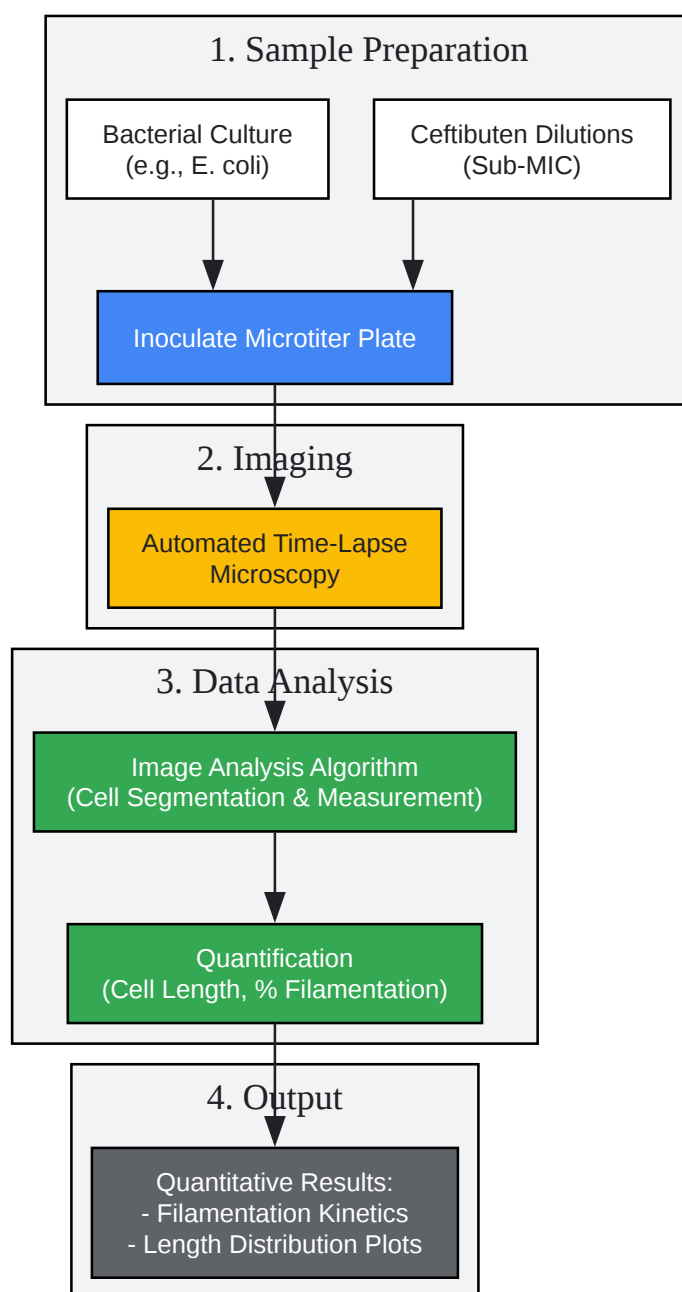 1. Sample Preparation
Bacterial Culture
(e.g., E. coli)
Ceftibuten Dilutions
(Sub-MIC)
Inoculate Microtiter Plate
2. Imaging
Automated Time-Lapse
Microscopy
3. Data Analysis
Image Analysis Algorithm
(Cell Segmentation & Measurement)
Quantification
(Cell Length, % Filamentation)
4. Output
Quantitative Results:
- Filamentation Kinetics
- Length Distribution Plots